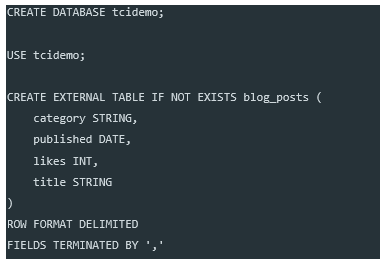 CREATE DATABASE tcidemo;
USE tcidemo;
CREATE EXTERNAL TABLE IF NOT EXISTS blog_posts (
category STRING,
published DATE,
likes INT,
title STRING
)
ROW FORMAT DELIMITED
FIELDS TERMINATED BY ','